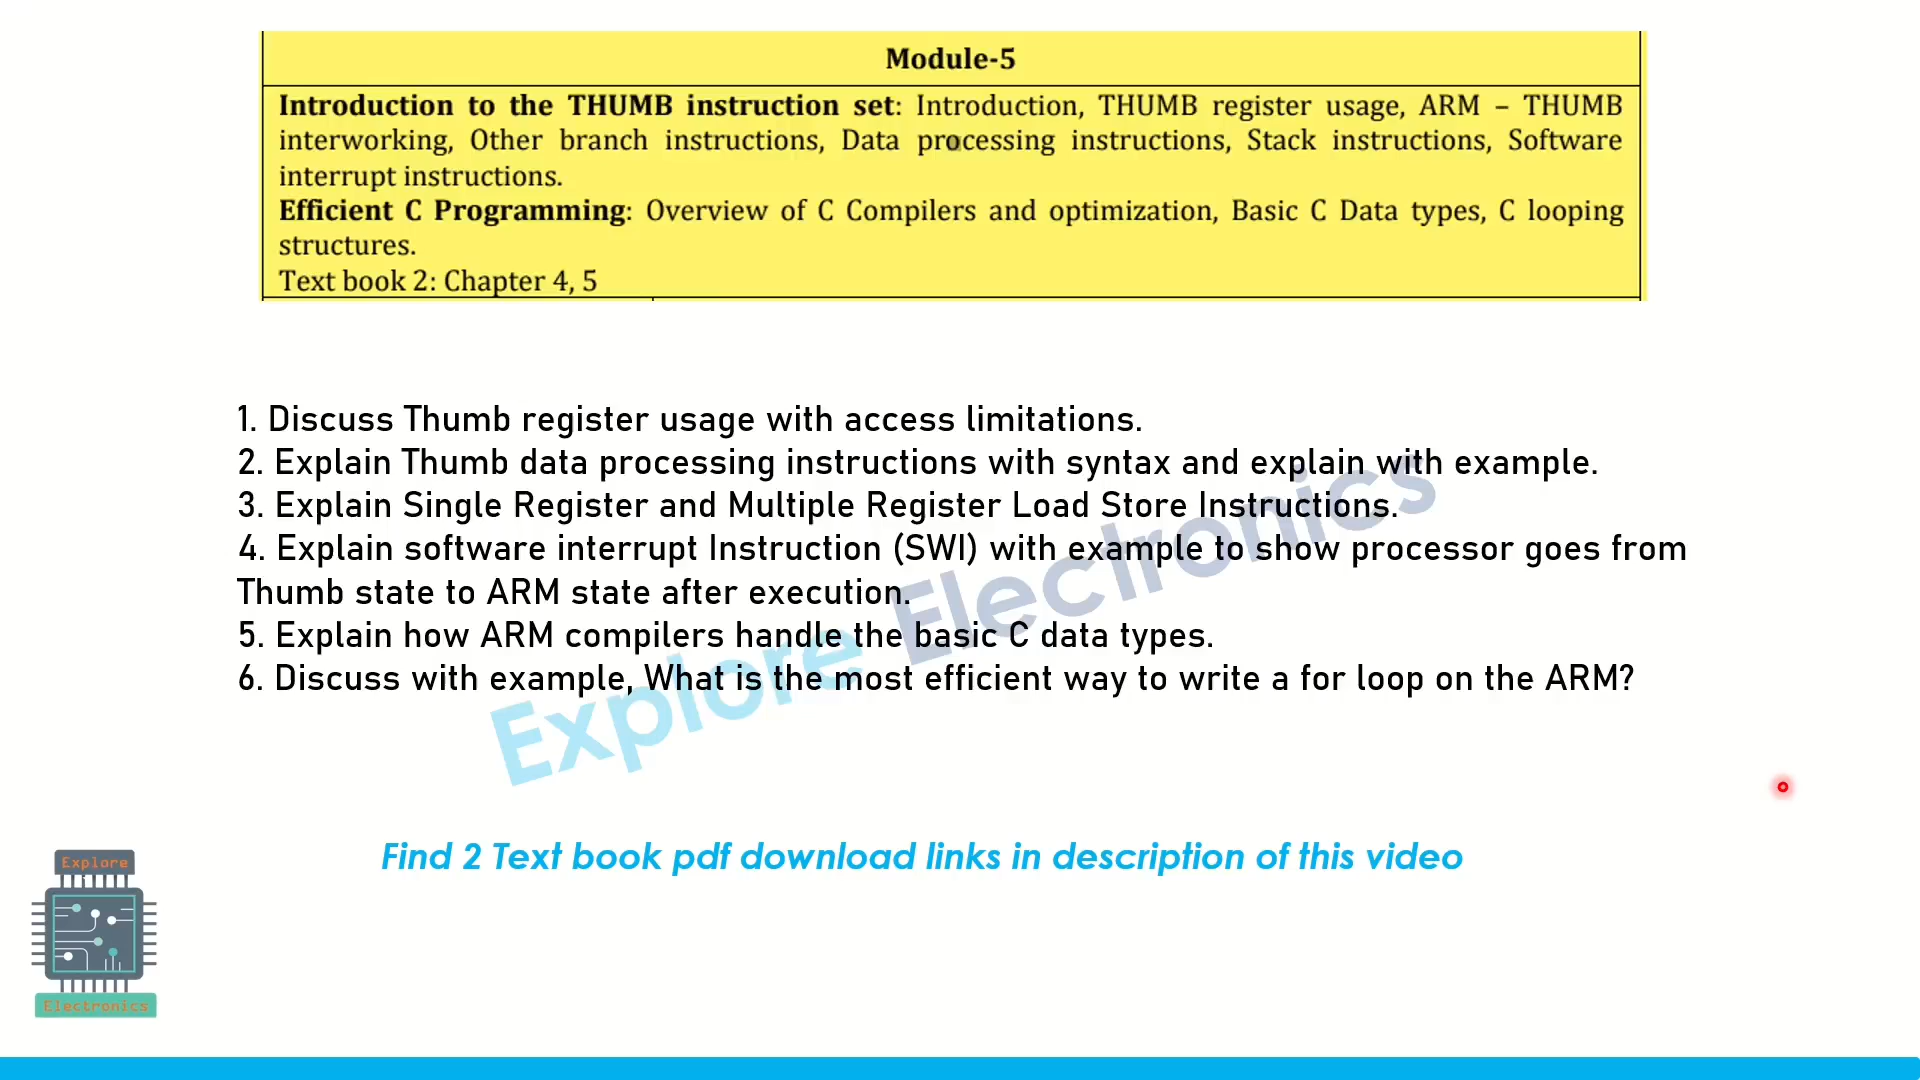 Module-5
Introduction to the THUMB instruction set: Introduction, THUMB register usage, ARM – THUMB
interworking, Other branch instructions, Data processing instructions, Stack instructions, Software
interrupt instructions.
Efficient C Programming: Overview of C Compilers and optimization, Basic C Data types, C looping
structures.
Text book 2: Chapter 4, 5
1. Discuss Thumb register usage with access limitations.
2. Explain Thumb data processing instructions with syntax and explain with example.
3. Explain Single Register and Multiple Register Load Store Instructions.
4. Explain software interrupt Instruction (SWI) with example to show processor goes from
Thumb state to ARM state after execution.
5. Explain how ARM compilers handle the basic C data types.
6. Discuss with example, What is the most efficient way to write a for loop on the ARM?
Explore Electronics
Find 2 Text book pdf download links in description of this video
Explore
Electronics